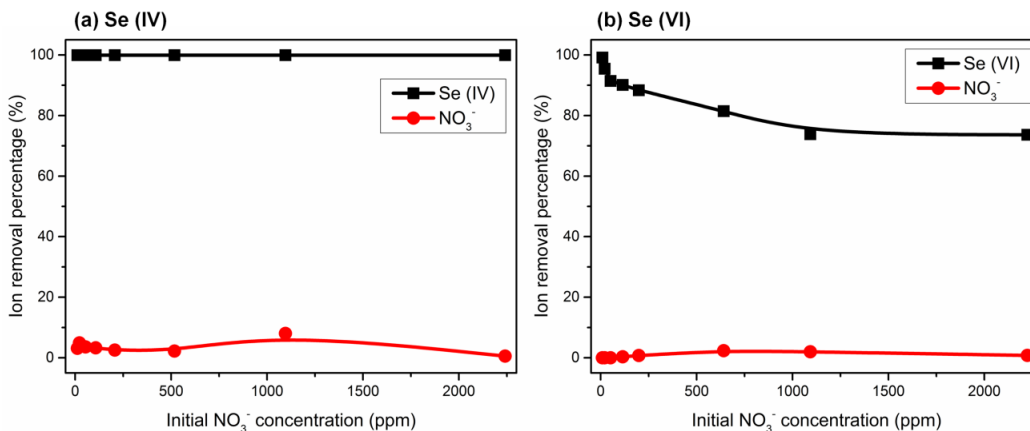 (a) Se (IV)
100
80
60
40
20
0
Ion removal percentage (%)
Se (IV)
NO₃⁻
0
500
1000
1500
2000
Initial NO₃⁻ concentration (ppm)
(b) Se (VI)
100
80
60
40
20
0
Ion removal percentage (%)
Se (VI)
NO₃⁻
0
500
1000
1500
2000
Initial NO₃⁻ concentration (ppm)